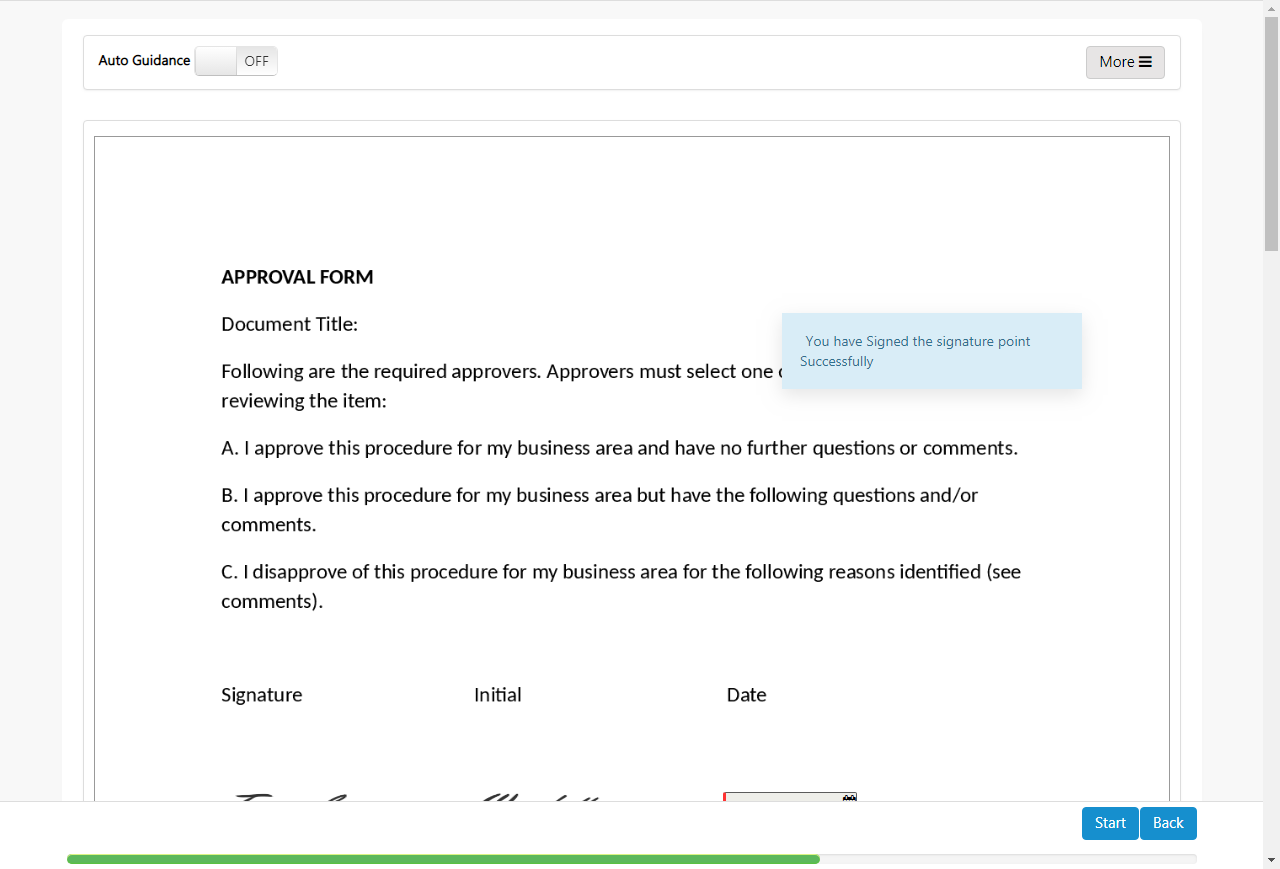 Auto Guidance OFF More
APPROVAL FORM
Document Title:
You have Signed the signature point
Successfully
Following are the required approvers. Approvers must select one
reviewing the item:
A. I approve this procedure for my business area and have no further questions or comments.
B. I approve this procedure for my business area but have the following questions and/or
comments.
C. I disapprove of this procedure for my business area for the following reasons identified (see
comments).
Signature Initial Date
Start Back